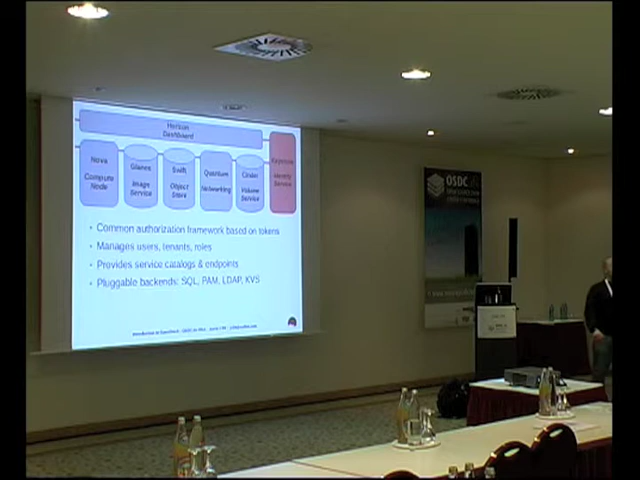 Horizon
Dashboard
Nova
Compute
Node
Glance
Image
Service
Swift
Object
Store
Quantum
Networking
Cinder
Volume
Service
Keystone
Identity
Service
• Common authorization framework based on tokens
• Manages users, tenants, roles
• Provides service catalogs & endpoints
• Pluggable backends: SQL, PAM, LDAP, KVS
OSDC